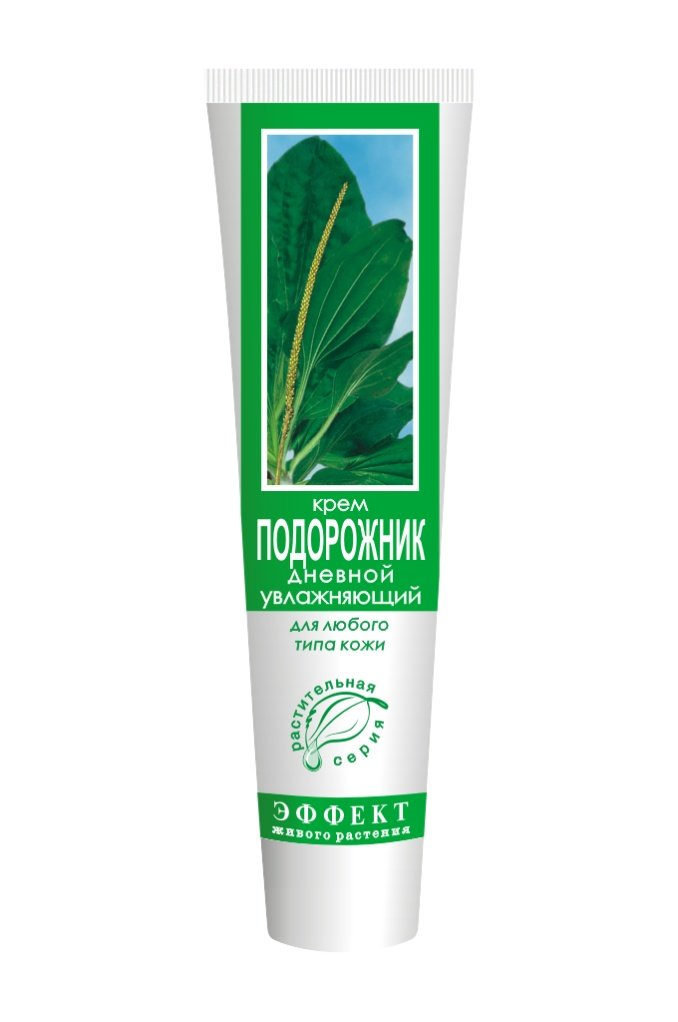 крем
ПОДОРОЖНИК
дневной
увлажняющий
для любого
типа кожи
растительная
серия
ЭФФЕКТ
живого растения